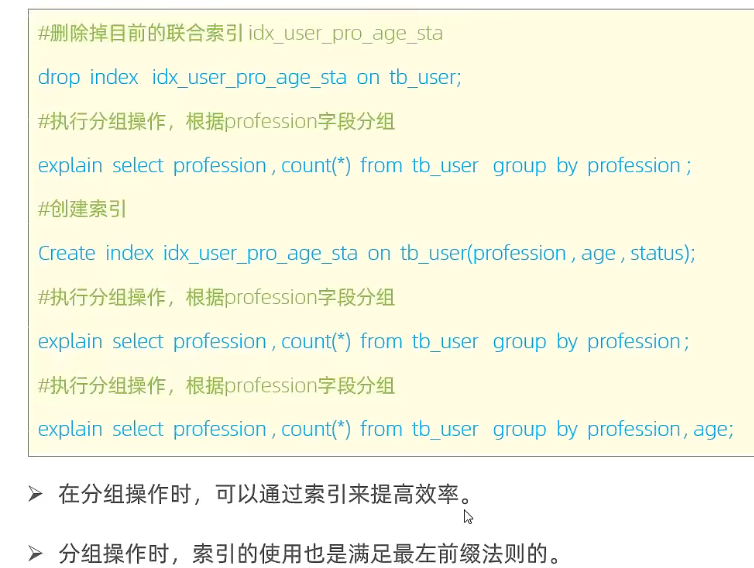 #删除掉目前的联合索引 idx_user_pro_age_sta
drop index idx_user_pro_age_sta on tb_user;
#执行分组操作，根据profession字段分组
explain select profession , count(*) from tb_user group by profession ;
#创建索引
Create index idx_user_pro_age_sta on tb_user(profession , age , status);
#执行分组操作，根据profession字段分组
explain select profession , count(*) from tb_user group by profession ;
#执行分组操作，根据profession字段分组
explain select profession , count(*) from tb_user group by profession , age;
➢ 在分组操作时，可以通过索引来提高效率。
➢ 分组操作时，索引的使用也是满足最左前缀法则的。